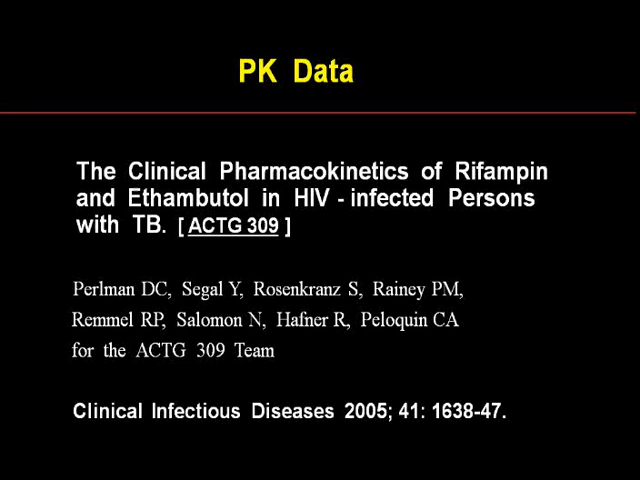 PK Data
The Clinical Pharmacokinetics of Rifampin
and Ethambutol in HIV - infected Persons
with TB. [ ACTG 309 ]
Perlman DC, Segal Y, Rosenkranz S, Rainey PM,
Remmel RP, Salomon N, Hafner R, Peloquin CA
for the ACTG 309 Team
Clinical Infectious Diseases 2005; 41: 1638-47.